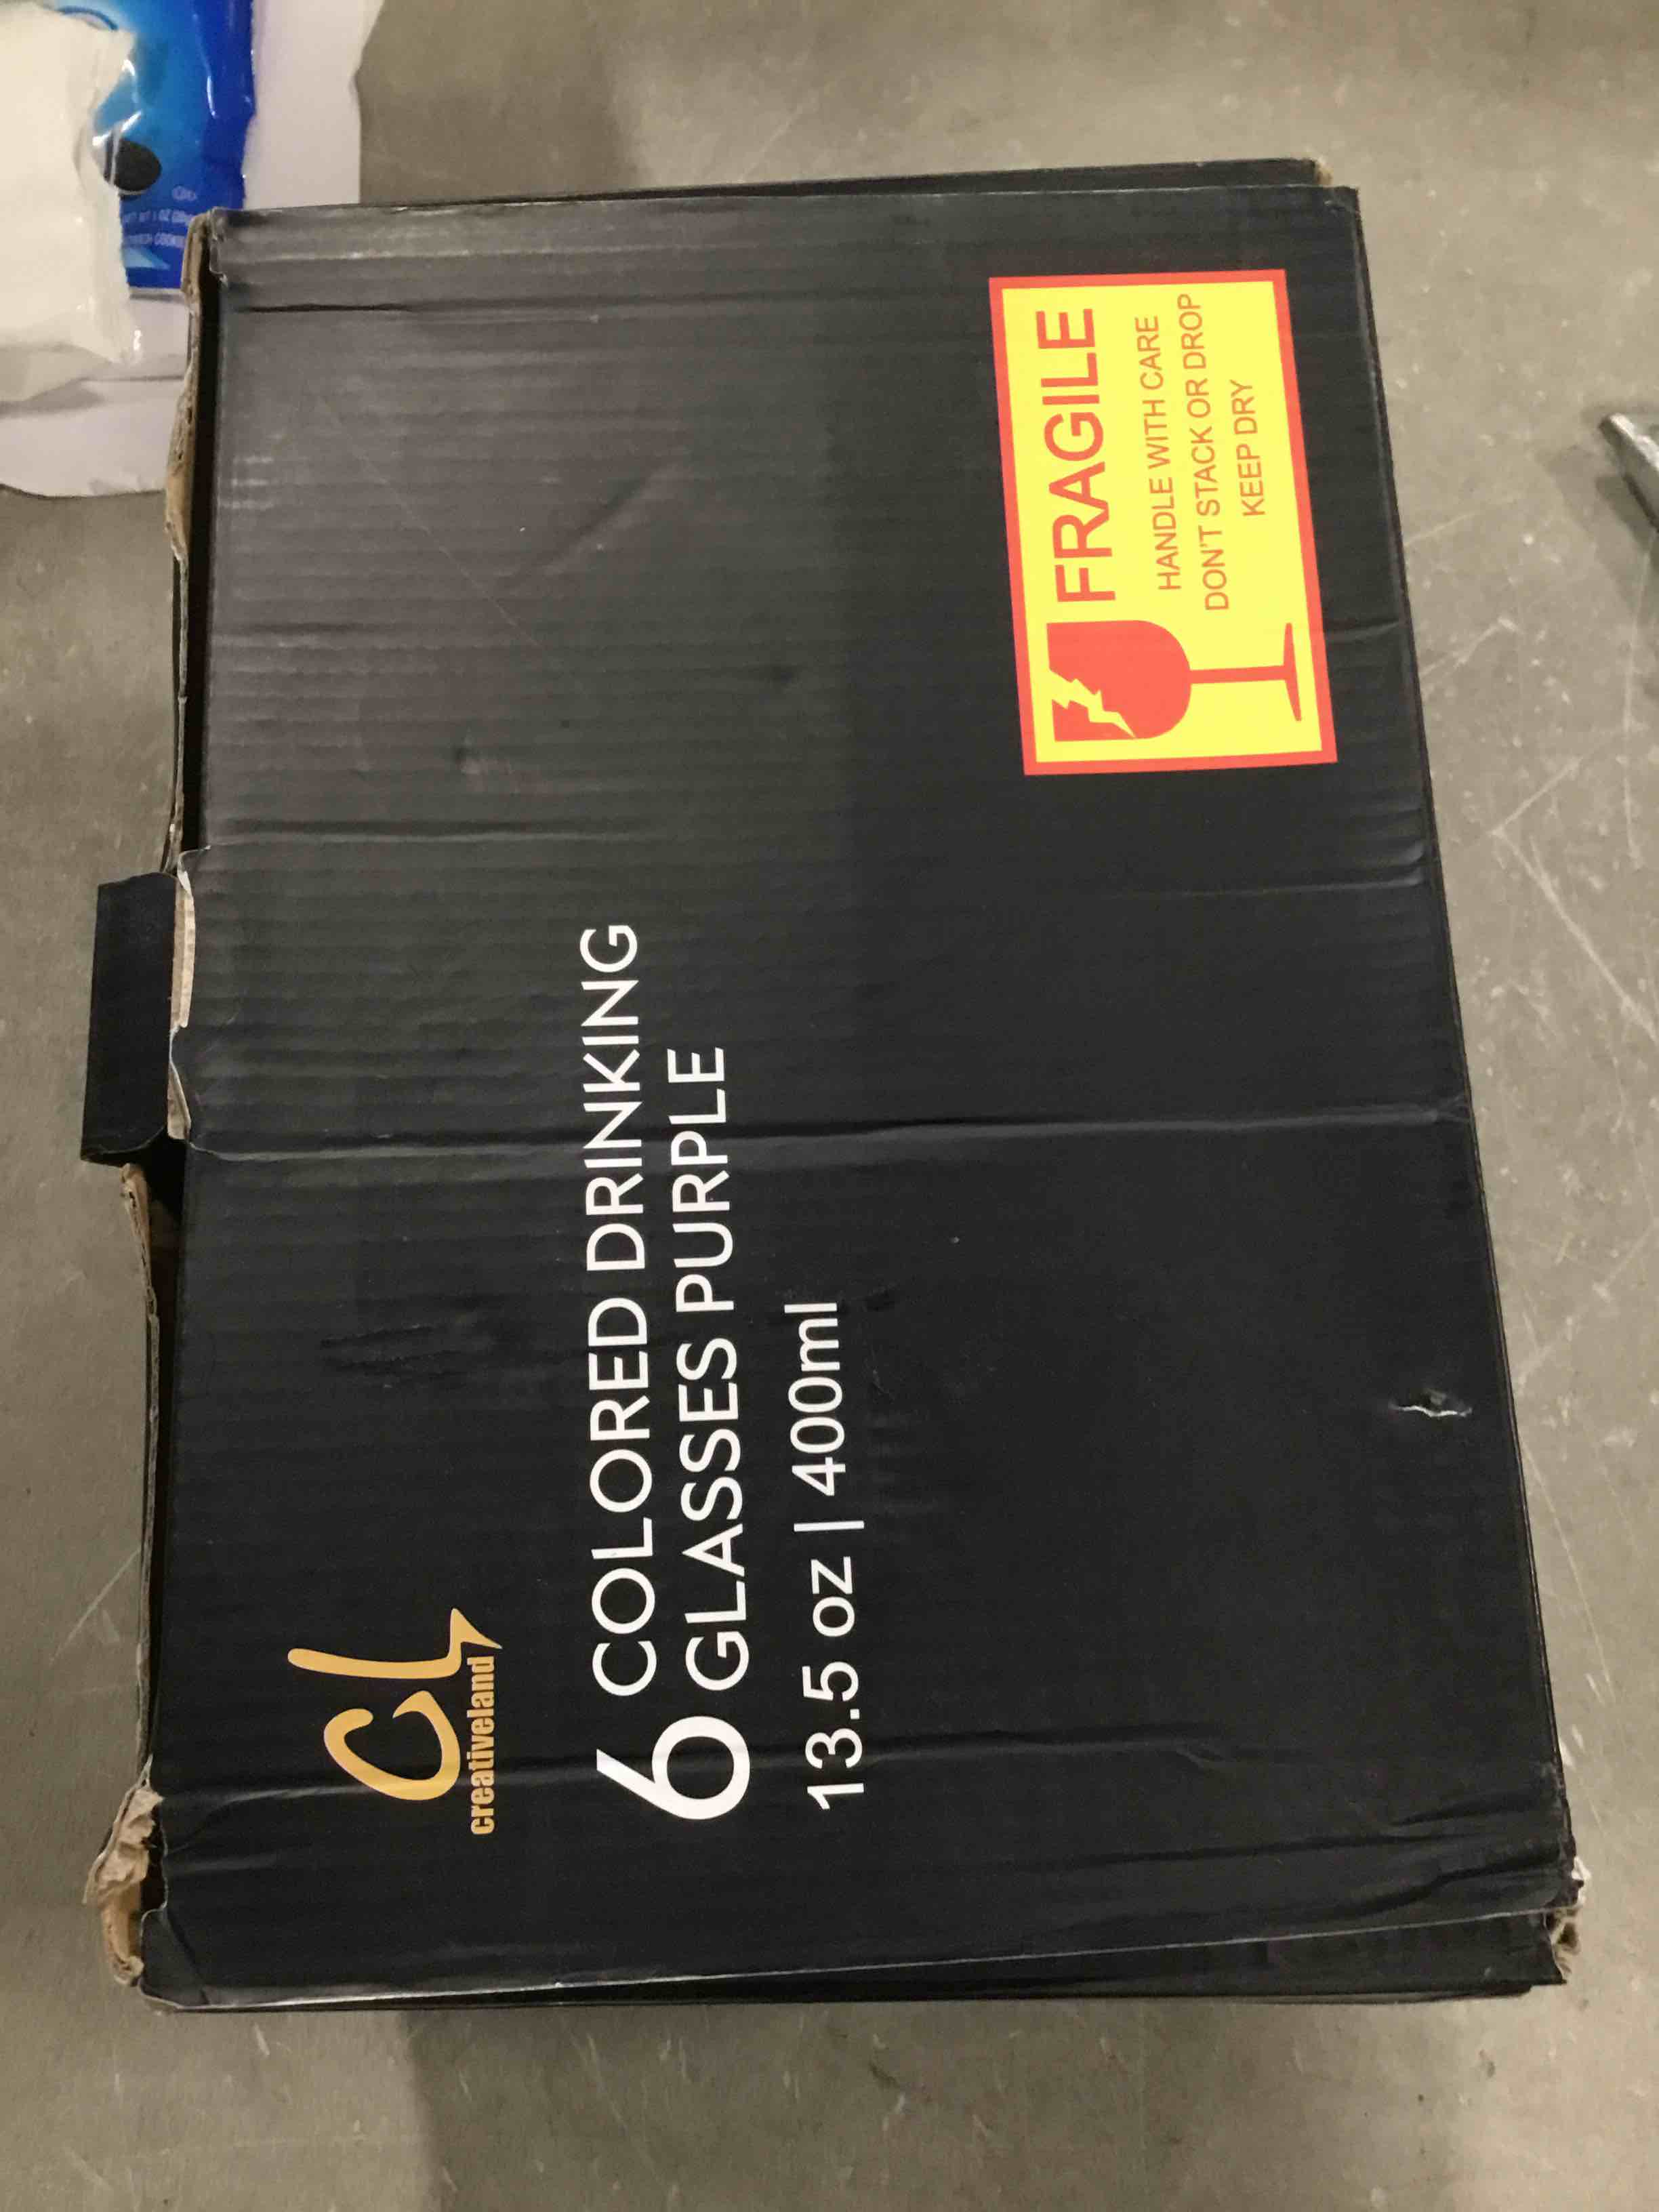 CL
creativeland
6 COLORED DRINKING
GLASSES PURPLE
13.5 oz | 400ml
FRAGILE
HANDLE WITH CARE
DON'T STACK OR DROP
KEEP DRY